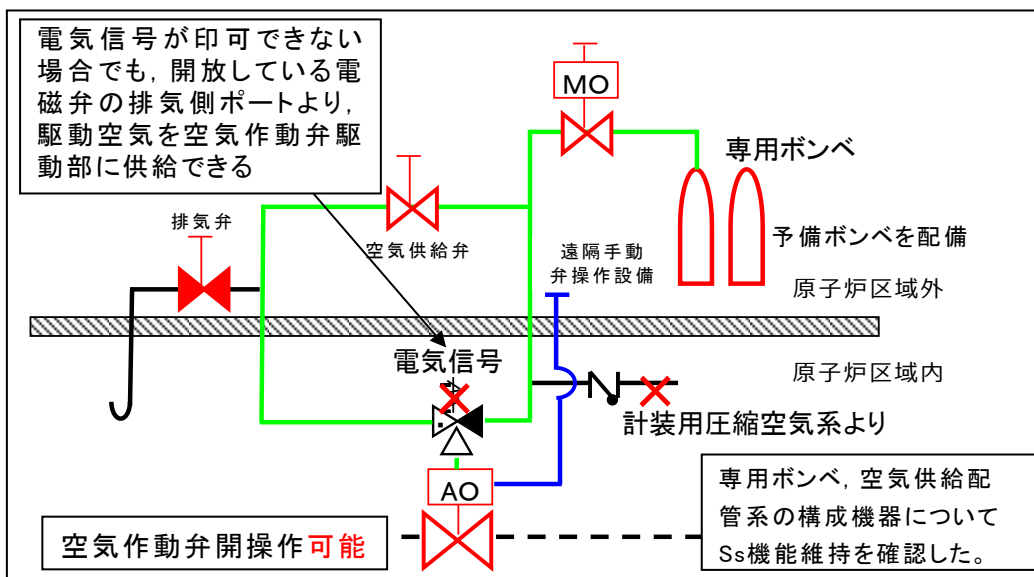 電気信号が印可できない
場合でも，開放している電
磁弁の排気側ポートより，
駆動空気を空気作動弁駆
動部に供給できる
MO
専用ボンベ
排気弁
空気供給弁
遠隔手動
弁操作設備
予備ボンベを配備
原子炉区域外
電気信号
原子炉区域内
計装用圧縮空気系より
AO
専用ボンベ，空気供給配
管系の構成機器について
Ss機能維持を確認した。
空気作動弁開操作可能